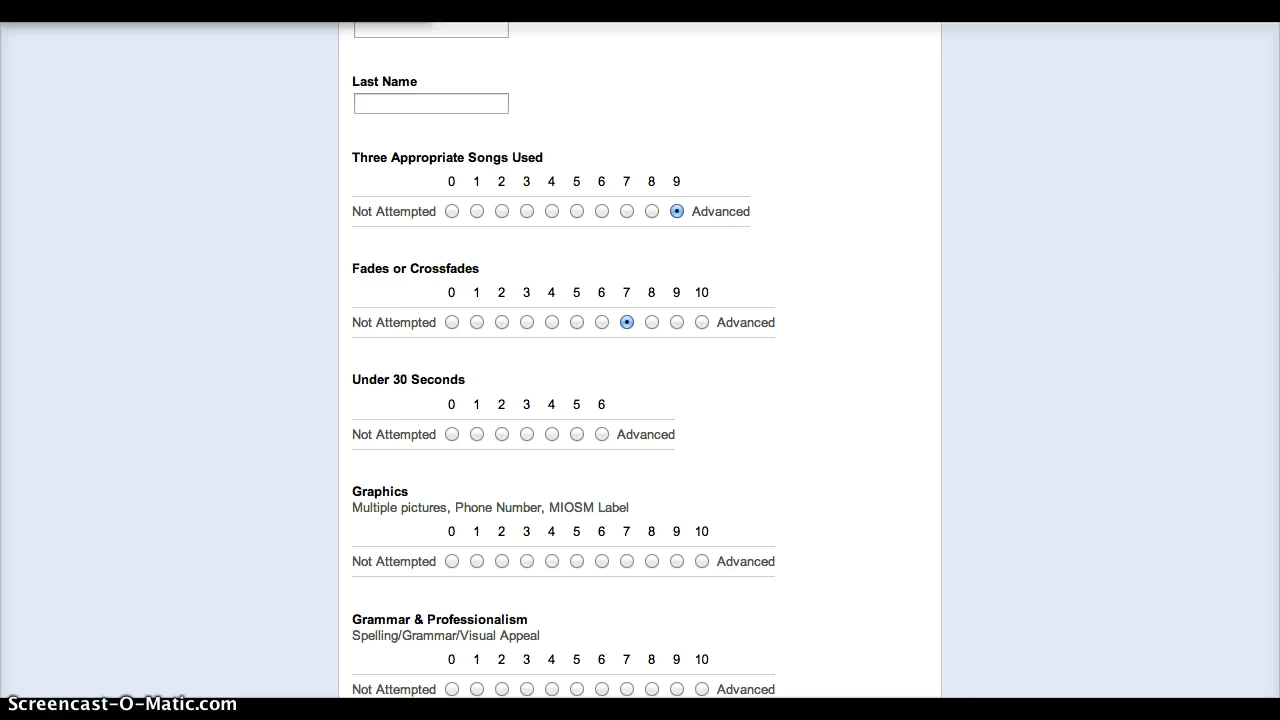 Last Name
Three Appropriate Songs Used
0 1 2 3 4 5 6 7 8 9
Not Attempted Advanced
Fades or Crossfades
0 1 2 3 4 5 6 7 8 9 10
Not Attempted Advanced
Under 30 Seconds
0 1 2 3 4 5 6
Not Attempted Advanced
Graphics
Multiple pictures, Phone Number, MIOSM Label
0 1 2 3 4 5 6 7 8 9 10
Not Attempted Advanced
Grammar & Professionalism
Spelling/Grammar/Visual Appeal
0 1 2 3 4 5 6 7 8 9 10
Not Attempted Advanced
Screencast-O-Matic.com